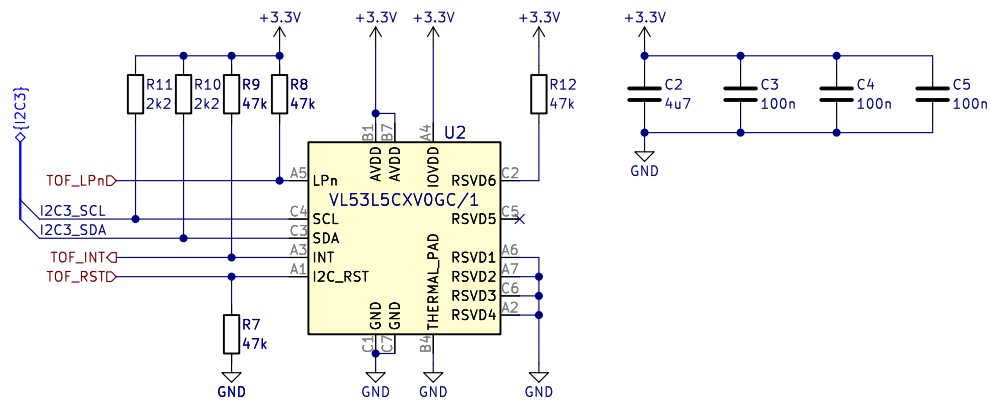 +3.3V
+3.3V
+3.3V
+3.3V
+3.3V
{I2C3}
R11
2k2
R10
2k2
R9
47k
R8
47k
R12
47k
C2
4u7
C3
100n
C4
100n
C5
100n
GND
B1
B7
A4
U2
AVDD
AVDD
IOVDD
TOF_LPn
A5
LPn
RSVD6
C2
VL53L5CXV0GC/1
I2C3_SCL
C4
SCL
RSVD5
C5
I2C3_SDA
C3
SDA
TOF_INT
A3
INT
RSVD1
A6
TOF_RST
A1
I2C_RST
RSVD2
A7
RSVD3
C6
RSVD4
A2
GND
GND
THERMAL_PAD
C1
C7
B4
R7
47k
GND
GND
GND
GND